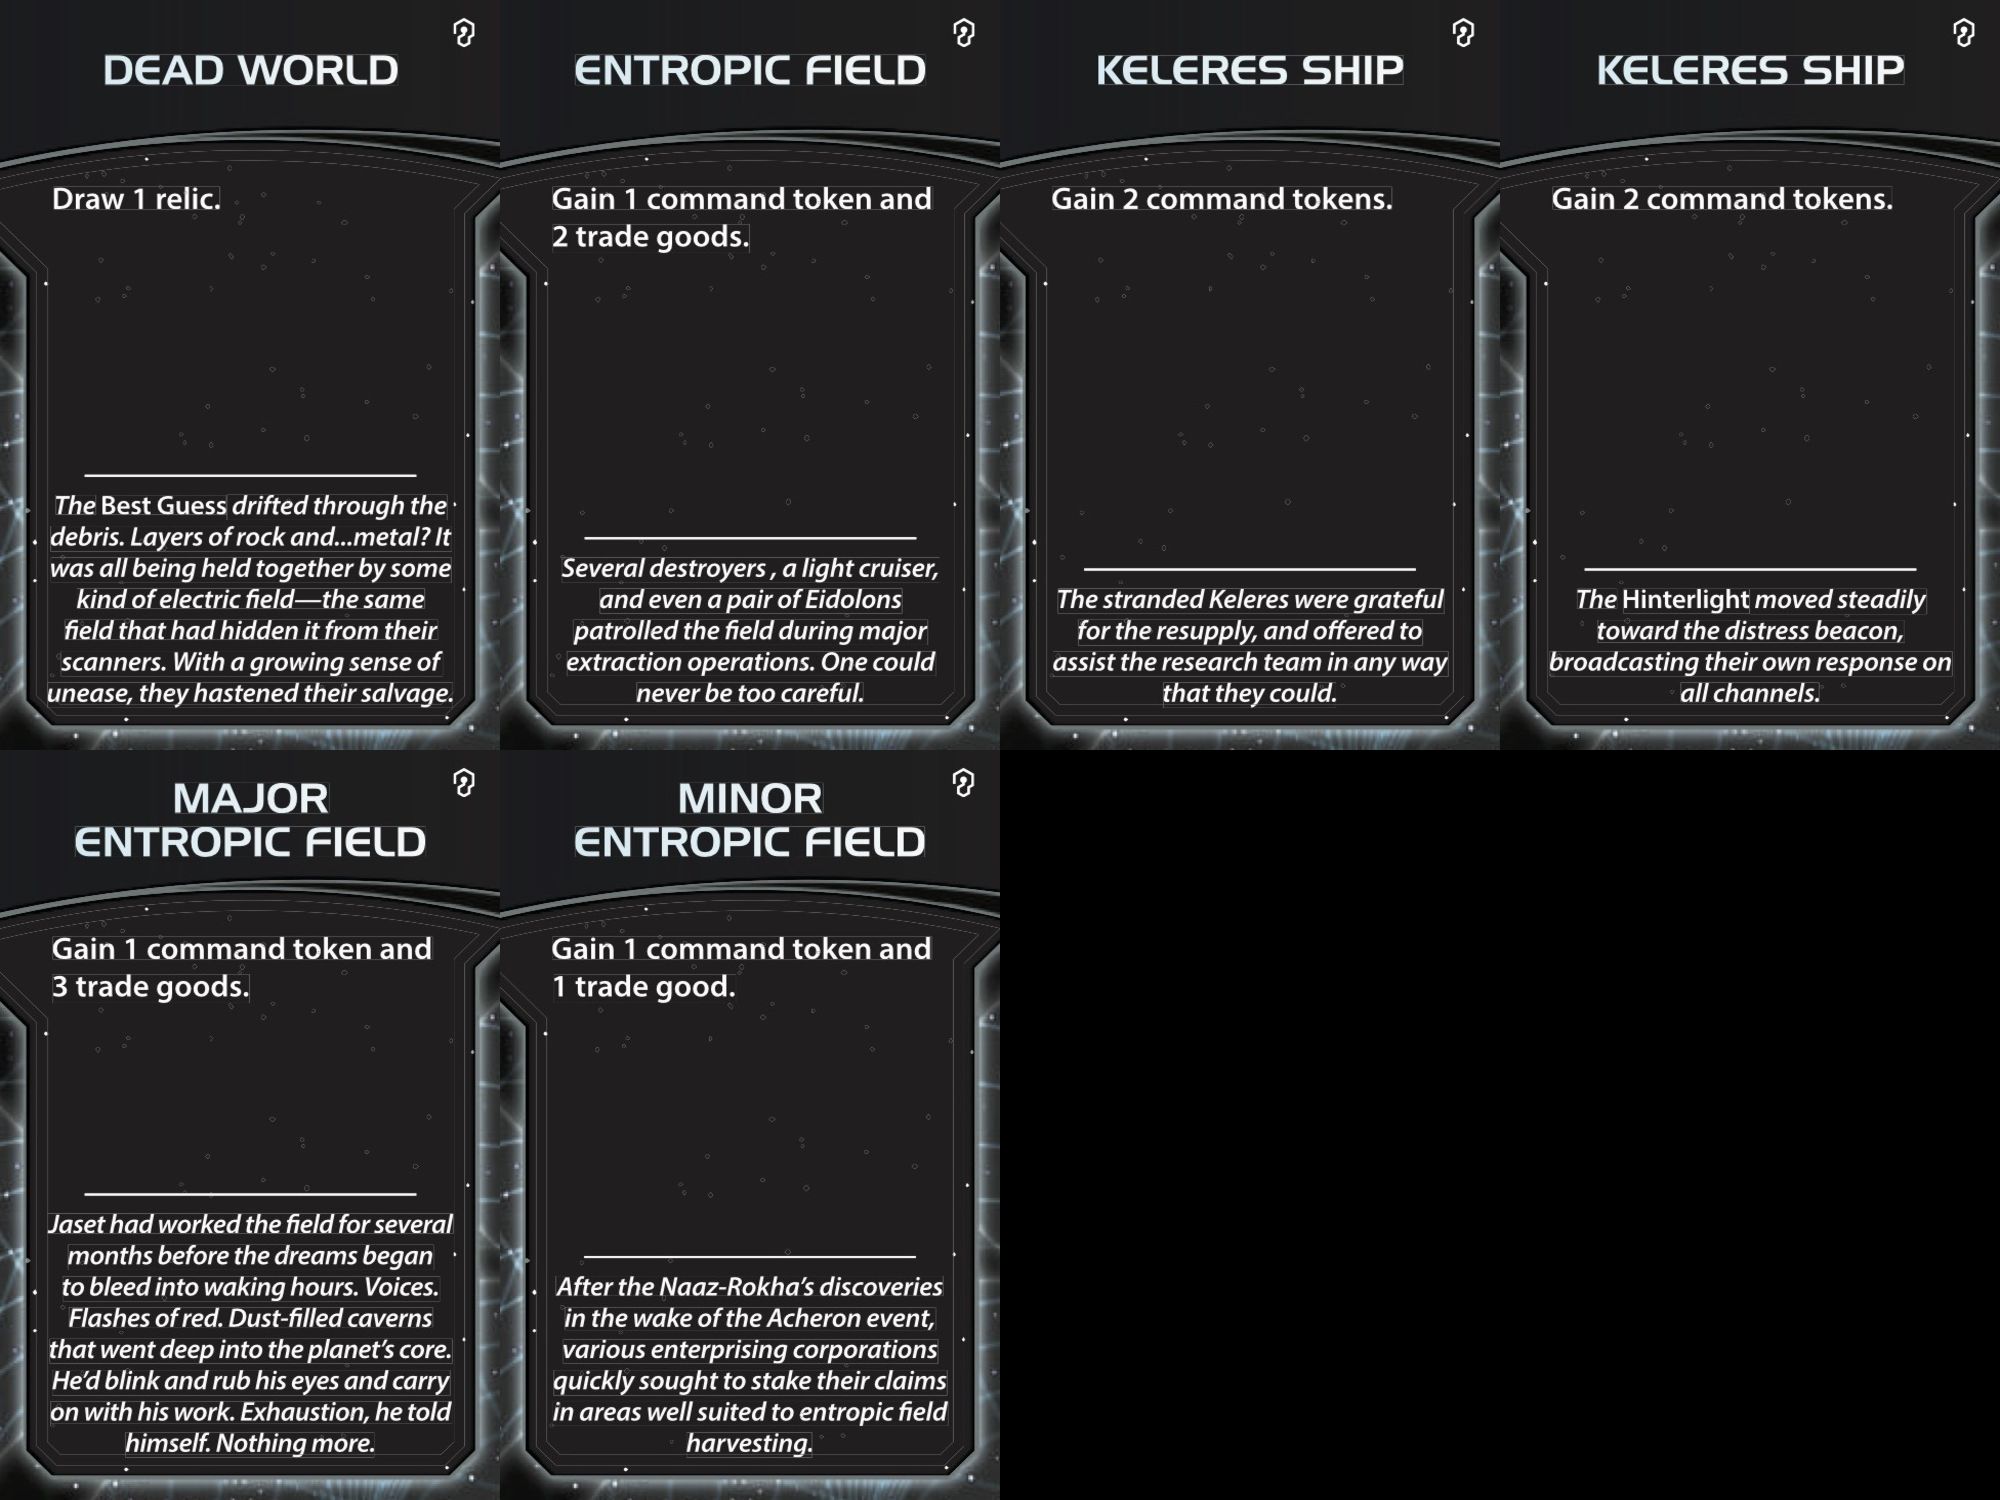 DEAD WORLD
Draw 1 relic.
The Best Guess drifted through the
debris. Layers of rock and...metal? It
was all being held together by some
kind of electric field—the same
field that had hidden it from their
scanners. With a growing sense of
unease, they hastened their salvage.
ENTROPIC FIELD
Gain 1 command token and
2 trade goods.
Several destroyers , a light cruiser,
and even a pair of Eidolons
patrolled the field during major
extraction operations. One could
never be too careful.
KELERES SHIP
Gain 2 command tokens.
The stranded Keleres were grateful
for the resupply, and offered to
assist the research team in any way
that they could.
KELERES SHIP
Gain 2 command tokens.
The Hinterlight moved steadily
toward the distress beacon,
broadcasting their own response on
all channels.
MAJOR
ENTROPIC FIELD
Gain 1 command token and
3 trade goods.
Jaset had worked the field for several
months before the dreams began
to bleed into waking hours. Voices.
Flashes of red. Dust-filled caverns
that went deep into the planet’s core.
He’d blink and rub his eyes and carry
on with his work. Exhaustion, he told
himself. Nothing more.
MINOR
ENTROPIC FIELD
Gain 1 command token and
1 trade good.
After the Naaz-Rokha’s discoveries
in the wake of the Acheron event,
various enterprising corporations
quickly sought to stake their claims
in areas well suited to entropic field
harvesting.